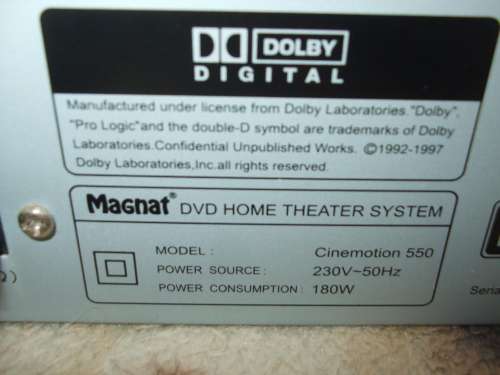 DOLBY
DIGITAL
Manufactured under license from Dolby Laboratories."Dolby",
"Pro Logic"and the double-D symbol are trademarks of Dolby
Laboratories.Confidential Unpublished Works. ©1992-1997
Dolby Laboratories,Inc.all rights reserved.
Magnat® DVD HOME THEATER SYSTEM
MODEL : Cinemotion 550
POWER SOURCE : 230V~50Hz
POWER CONSUMPTION : 180W
Seria
Ω)